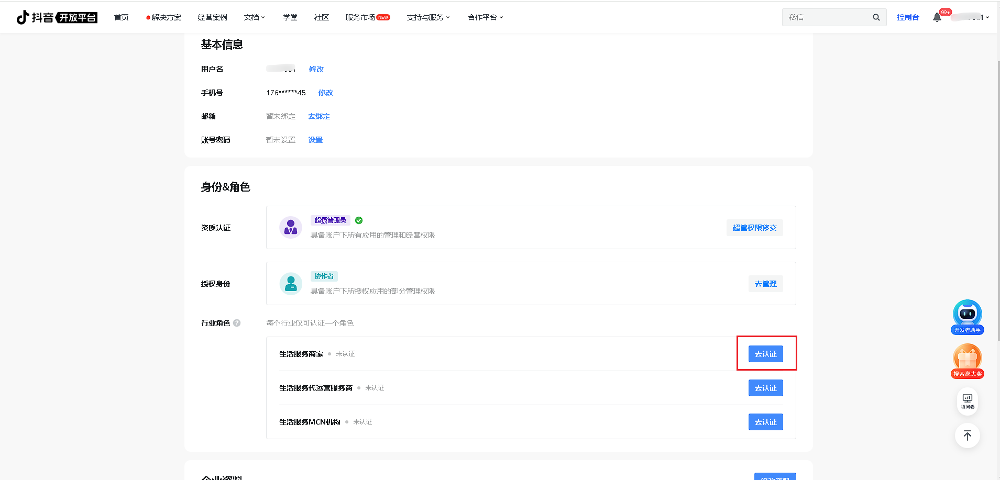 抖音 开放平台 首页 解决方案 经营案例 文档 学堂 社区 服务市场 NEW 支持与服务 合作平台 私信 控制台 99+
基本信息
用户名 修改
手机号 176******45 修改
邮箱 暂未绑定 去绑定
账号密码 暂未设置 设置
身份&角色
资质认证 超级管理员 超管权限移交
具备账户下所有应用的管理和经营权限
授权身份 协作者 去管理
具备账户下所授权应用的部分管理权限
行业角色 ? 每个行业仅可认证一个角色
生活服务商家 未认证 去认证
生活服务代运营服务商 未认证 去认证
生活服务MCN机构 未认证 去认证
开发者助手
搜索赢大奖
填问卷
企业资料 修改资料